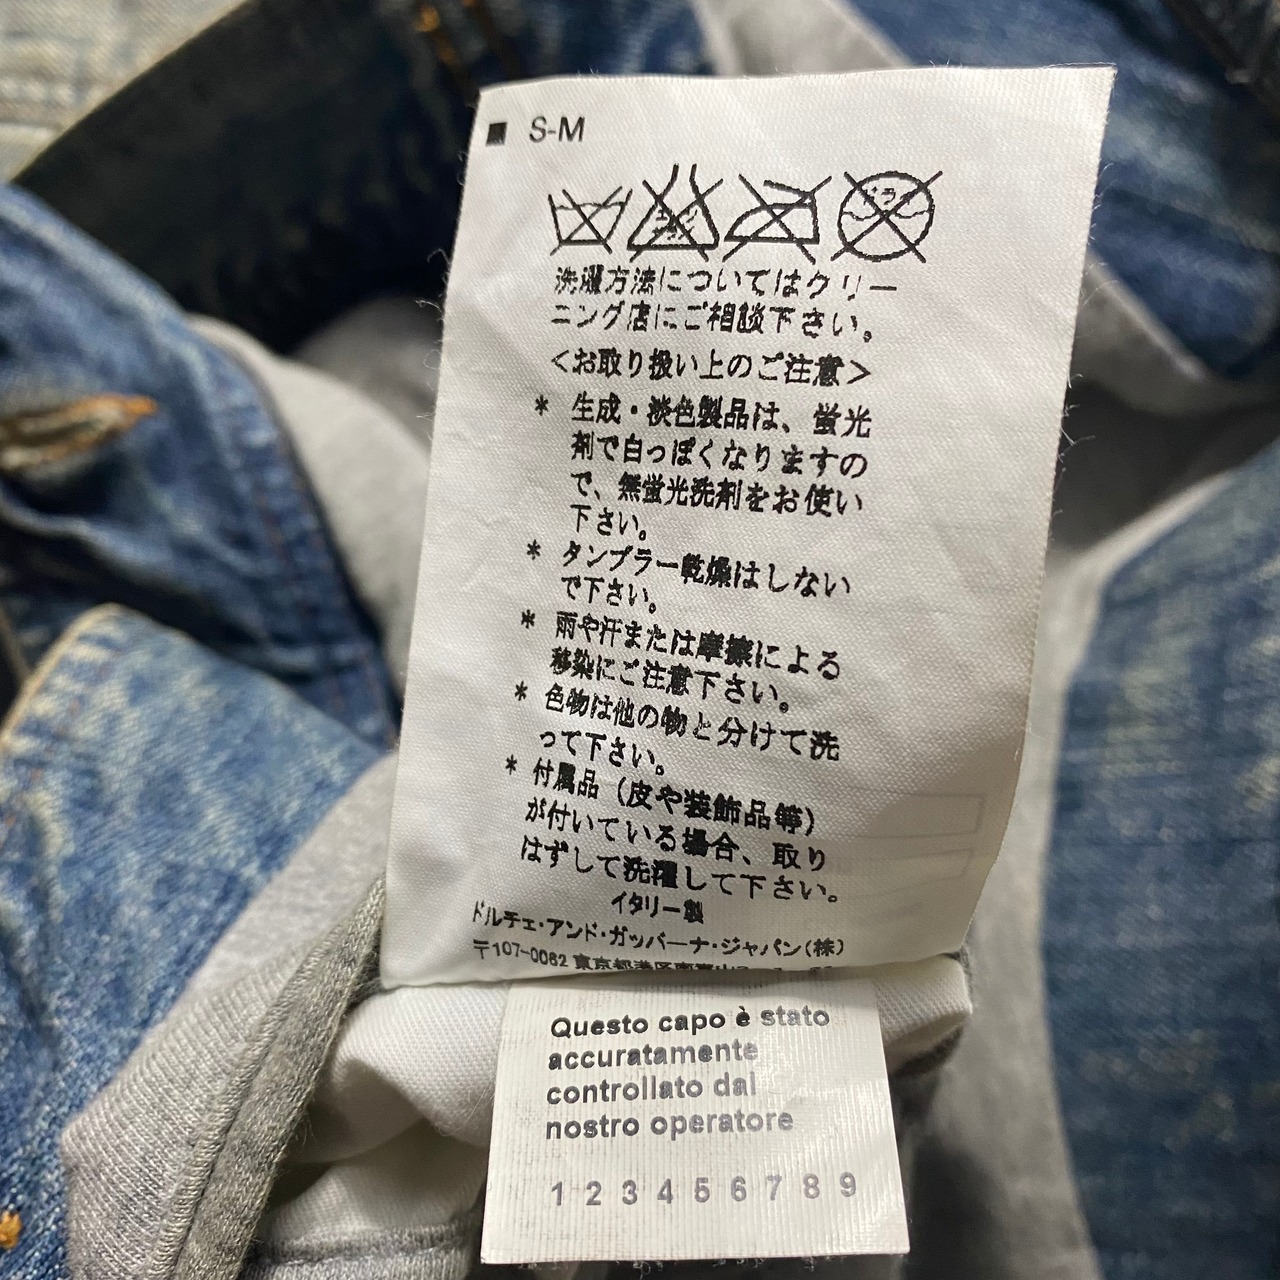 ■ S-M
洗濯方法についてはクリー
ニング店にご相談下さい。
<お取り扱い上のご注意>
* 生成・淡色製品は、蛍光
剤で白っぽくなりますの
で、無蛍光洗剤をお使い
下さい。
* タンブラー乾燥はしない
で下さい。
* 雨や汗または摩擦による
移染にご注意下さい。
* 色物は他の物と分けて洗
って下さい。
* 付属品(皮や装飾品等)
が付いている場合、取り
はずして洗濯して下さい。
イタリー製
ドルチェ・アンド・ガッバーナ・ジャパン(株)
〒107-0062 東京都港区南青山
Questo capo è stato
accuratamente
controllato dal
nostro operatore
1 2 3 4 5 6 7 8 9